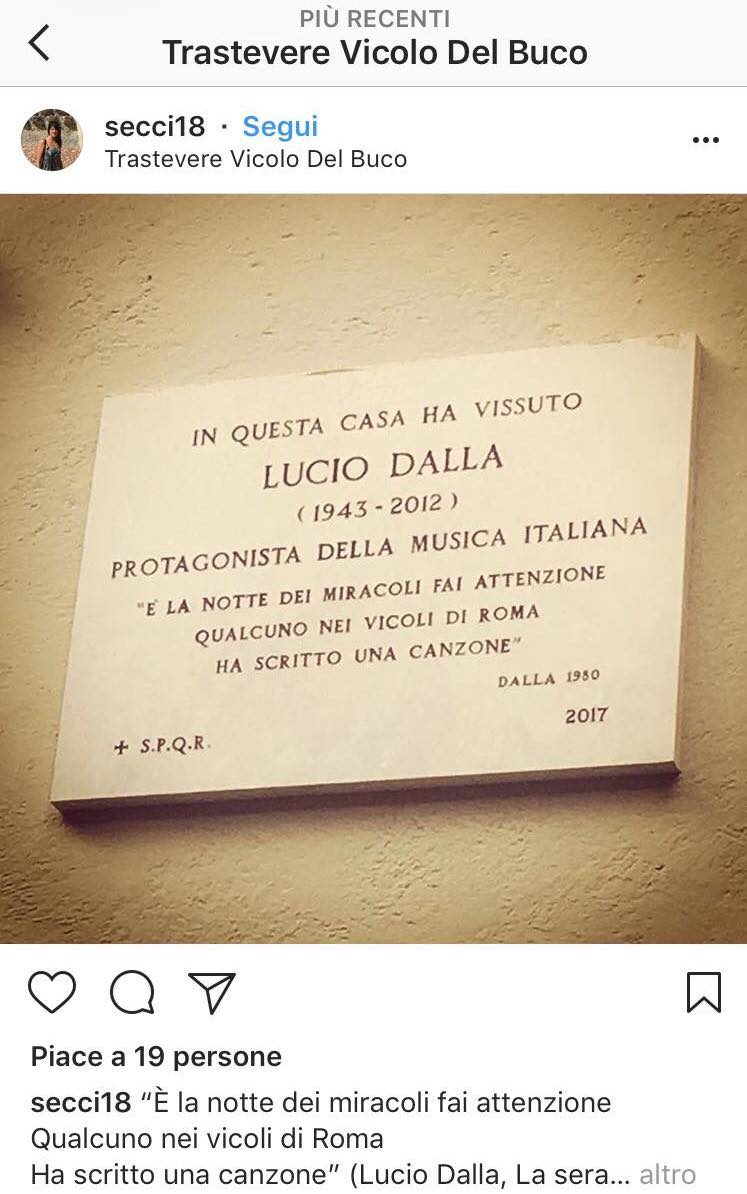 PIÙ RECENTI
Trastevere Vicolo Del Buco
secci18 · Segui
Trastevere Vicolo Del Buco
IN QUESTA CASA HA VISSUTO
LUCIO DALLA
(1943-2012)
PROTAGONISTA DELLA MUSICA ITALIANA
"E' LA NOTTE DEI MIRACOLI FAI ATTENZIONE
QUALCUNO NEI VICOLI DI ROMA
HA SCRITTO UNA CANZONE"
DALLA 1980
2017
+ S.P.Q.R.
Piace a 19 persone
secci18 “È la notte dei miracoli fai attenzione
Qualcuno nei vicoli di Roma
Ha scritto una canzone” (Lucio Dalla, La sera... altro